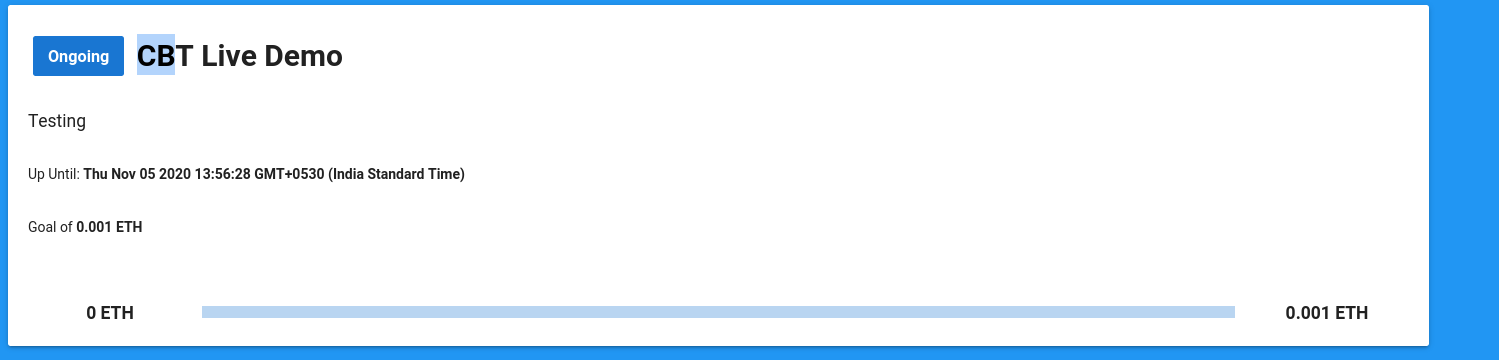 Ongoing CBT Live Demo
Testing
Up Until: Thu Nov 05 2020 13:56:28 GMT+0530 (India Standard Time)
Goal of 0.001 ETH
0 ETH 0.001 ETH